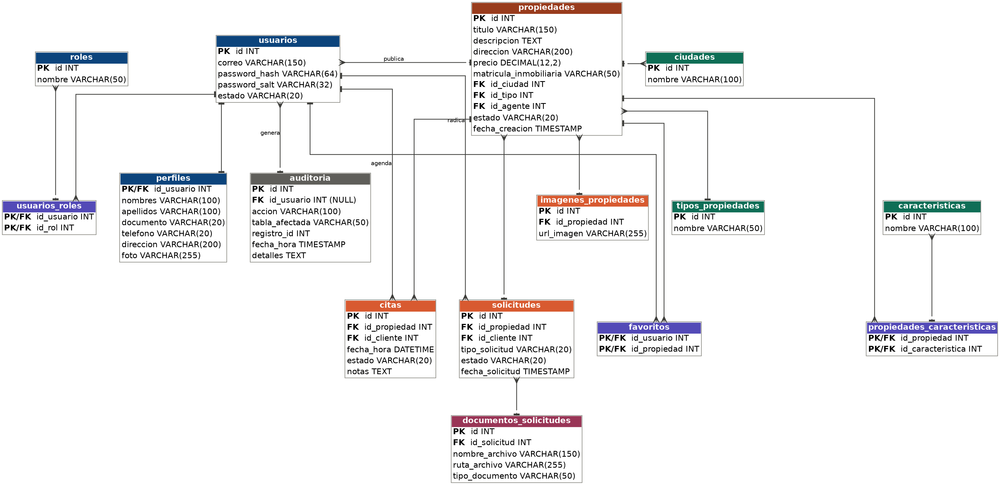 propiedades
PK id INT
titulo VARCHAR(150)
descripcion TEXT
direccion VARCHAR(200)
precio DECIMAL(12,2)
matricula_inmobiliaria VARCHAR(50)
FK id_ciudad INT
FK id_tipo INT
FK id_agente INT
estado VARCHAR(20)
fecha_creacion TIMESTAMP
usuarios
PK id INT
correo VARCHAR(150)
password_hash VARCHAR(64)
password_salt VARCHAR(32)
estado VARCHAR(20)
publica
roles
PK id INT
nombre VARCHAR(50)
ciudades
PK id INT
nombre VARCHAR(100)
radica
genera
agenda
perfiles
PK/FK id_usuario INT
nombres VARCHAR(100)
apellidos VARCHAR(100)
documento VARCHAR(20)
telefono VARCHAR(20)
direccion VARCHAR(200)
foto VARCHAR(255)
auditoria
PK id INT
FK id_usuario INT (NULL)
accion VARCHAR(100)
tabla_afectada VARCHAR(50)
registro_id INT
fecha_hora TIMESTAMP
detalles TEXT
imagenes_propiedades
PK id INT
FK id_propiedad INT
url_imagen VARCHAR(255)
usuarios_roles
PK/FK id_usuario INT
PK/FK id_rol INT
tipos_propiedades
PK id INT
nombre VARCHAR(50)
caracteristicas
PK id INT
nombre VARCHAR(100)
citas
PK id INT
FK id_propiedad INT
FK id_cliente INT
fecha_hora DATETIME
estado VARCHAR(20)
notas TEXT
solicitudes
PK id INT
FK id_propiedad INT
FK id_cliente INT
tipo_solicitud VARCHAR(20)
estado VARCHAR(20)
fecha_solicitud TIMESTAMP
favoritos
PK/FK id_usuario INT
PK/FK id_propiedad INT
propiedades_caracteristicas
PK/FK id_propiedad INT
PK/FK id_caracteristica INT
documentos_solicitudes
PK id INT
FK id_solicitud INT
nombre_archivo VARCHAR(150)
ruta_archivo VARCHAR(255)
tipo_documento VARCHAR(50)